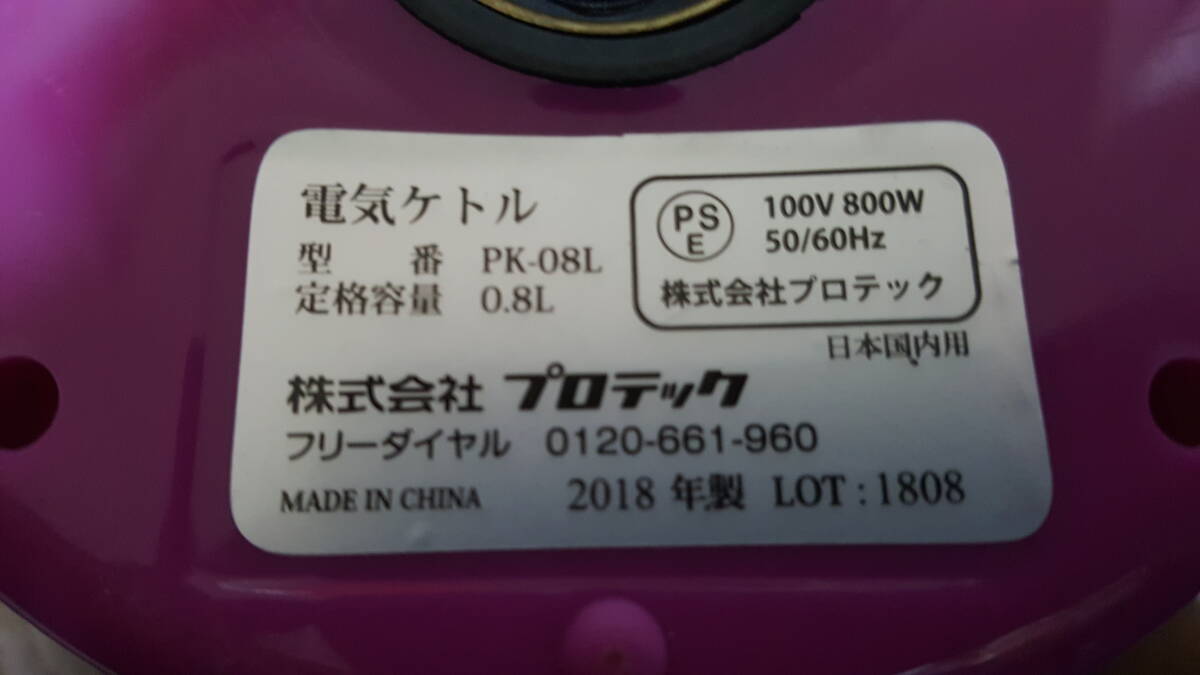 電気ケトル
型 番 PK-08L
定格容量 0.8L
PS
E
100V 800W
50/60Hz
株式会社プロテック
日本国内用
株式会社 プロテック
フリーダイヤル 0120-661-960
MADE IN CHINA 2018 年製 LOT : 1808